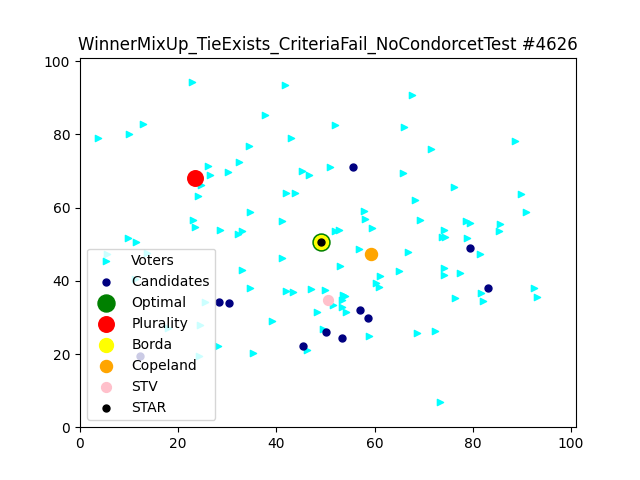 WinnerMixUp_TieExists_CriteriaFail_NoCondorcetTest #4626
100
80
60
40
20
0
0 20 40 60 80 100
Voters
Candidates
Optimal
Plurality
Borda
Copeland
STV
STAR